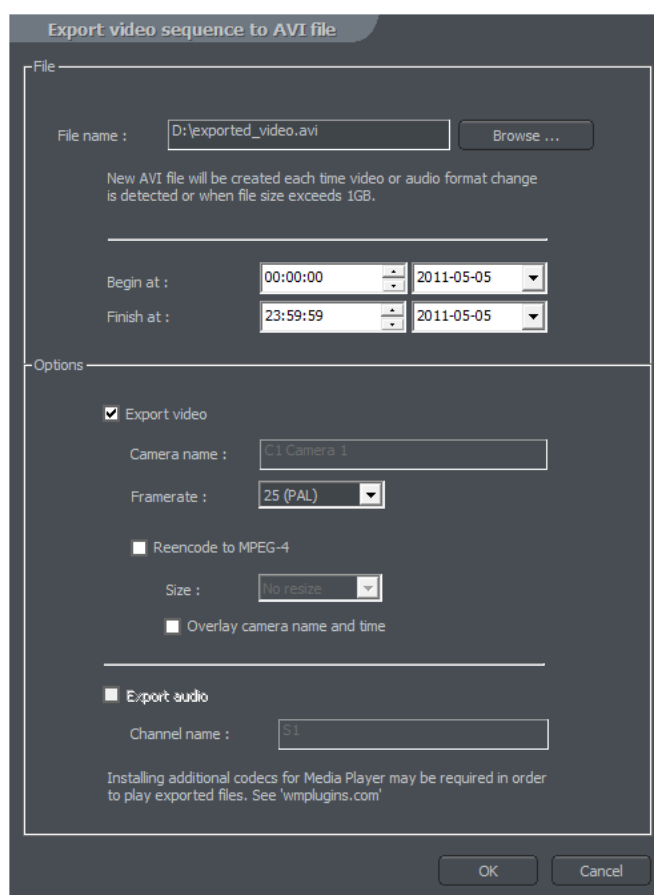 Export video sequence to AVI file
File
File name : D:\exported_video.avi Browse ...
New AVI file will be created each time video or audio format change
is detected or when file size exceeds 1GB.
Begin at : 00:00:00 2011-05-05
Finish at : 23:59:59 2011-05-05
Options
Export video
Camera name : C1 Camera 1
Framerate : 25 (PAL)
Reencode to MPEG-4
Size : No resize
Overlay camera name and time
Export audio
Channel name : S1
Installing additional codecs for Media Player may be required in order
to play exported files. See 'wmplugins.com'
OK Cancel